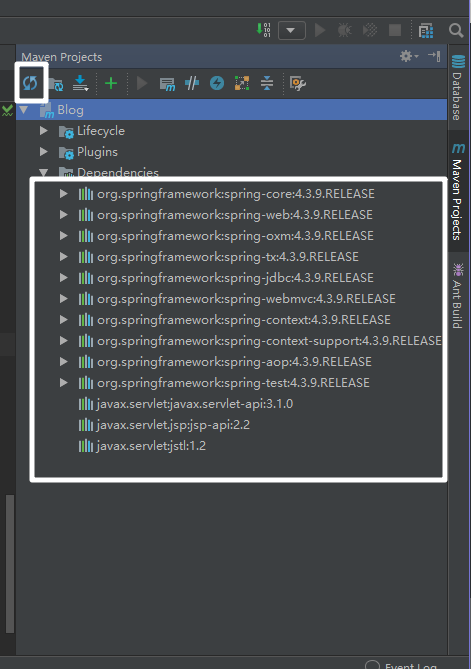 Maven Projects
Blog
Lifecycle
Plugins
Dependencies
org.springframework:spring-core:4.3.9.RELEASE
org.springframework:spring-web:4.3.9.RELEASE
org.springframework:spring-oxm:4.3.9.RELEASE
org.springframework:spring-tx:4.3.9.RELEASE
org.springframework:spring-jdbc:4.3.9.RELEASE
org.springframework:spring-webmvc:4.3.9.RELEASE
org.springframework:spring-context:4.3.9.RELEASE
org.springframework:spring-context-support:4.3.9.RELEASE
org.springframework:spring-aop:4.3.9.RELEASE
org.springframework:spring-test:4.3.9.RELEASE
javax.servlet:javax.servlet-api:3.1.0
javax.servlet.jsp:jsp-api:2.2
javax.servlet:jstl:1.2
Database
Maven Projects
Ant Build
Event Log